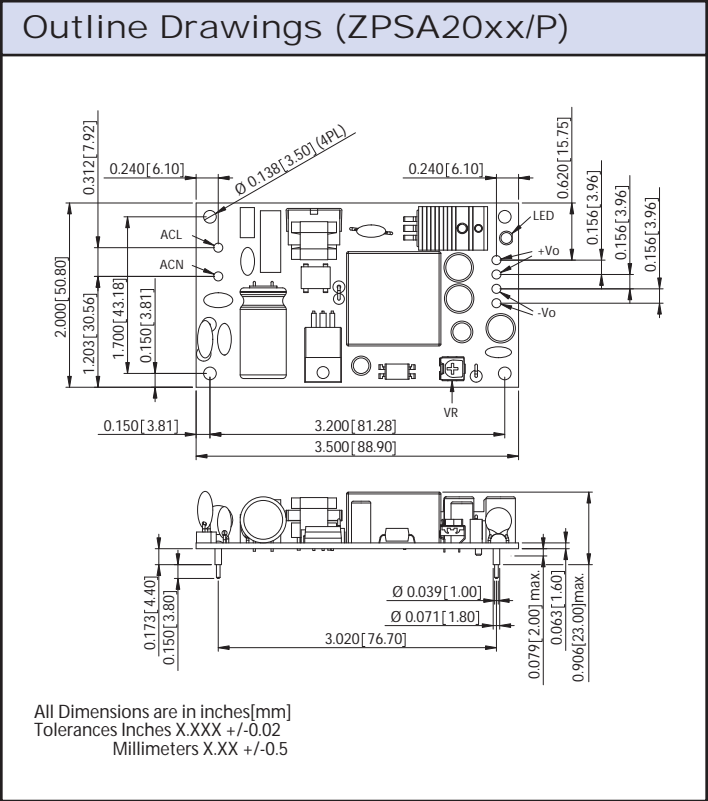 Outline Drawings (ZPSA20xx/P)
0.312[7.92]
0.240[6.10]
Ø 0.138[3.50](4PL)
0.240[6.10]
0.620[15.75]
0.156[3.96]
0.156[3.96]
0.156[3.96]
LED
ACL
+Vo
ACN
-Vo
2.000[50.80]
1.203[30.56]
1.700[43.18]
0.150[3.81]
VR
0.150[3.81]
3.200[81.28]
3.500[88.90]
0.173[4.40]
0.150[3.80]
Ø 0.039[1.00]
Ø 0.071[1.80]
3.020[76.70]
0.079[2.00] max.
0.063[1.60]
0.906[23.00]max.
All Dimensions are in inches[mm]
Tolerances Inches X.XXX +/-0.02
Millimeters X.XX +/-0.5